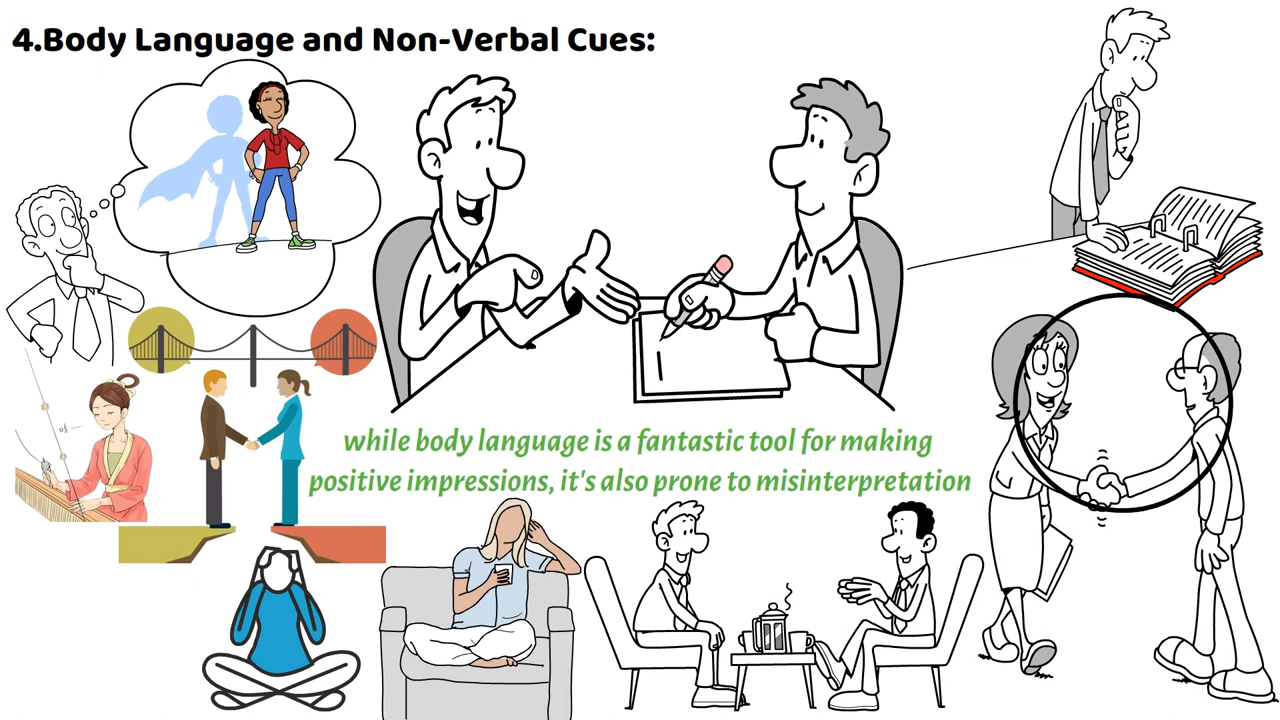 4.Body Language and Non-Verbal Cues:
while body language is a fantastic tool for making
positive impressions, it's also prone to misinterpretation